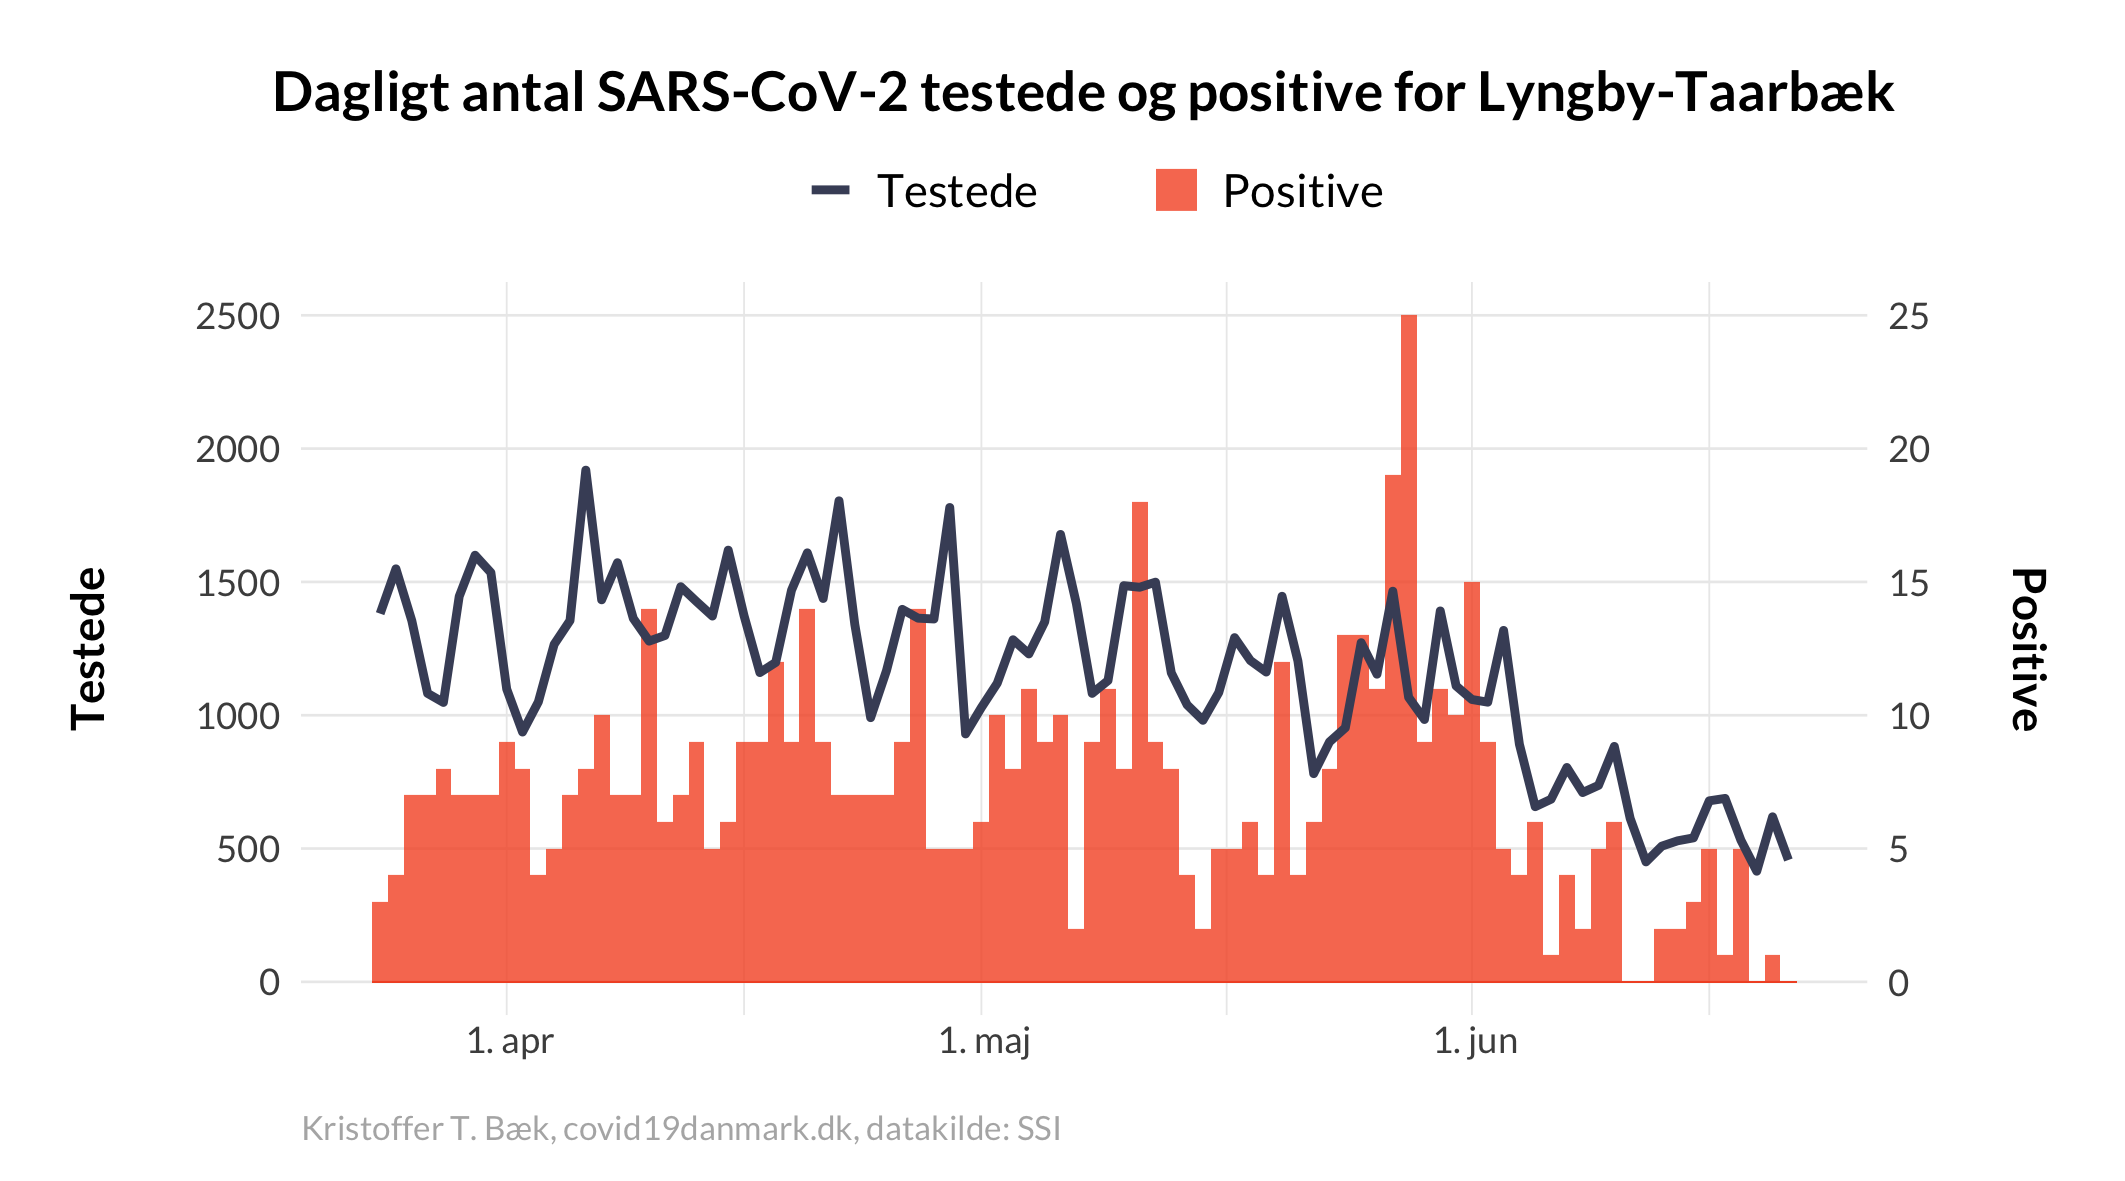 Dagligt antal SARS-CoV-2 testede og positive for Lyngby-Taarbæk
Testede
Positive
2500
2000
1500
1000
500
0
Testede
25
20
15
10
5
0
Positive
1. apr
1. maj
1. jun
Kristoffer T. Bæk, covid19danmark.dk, datakilde: SSI